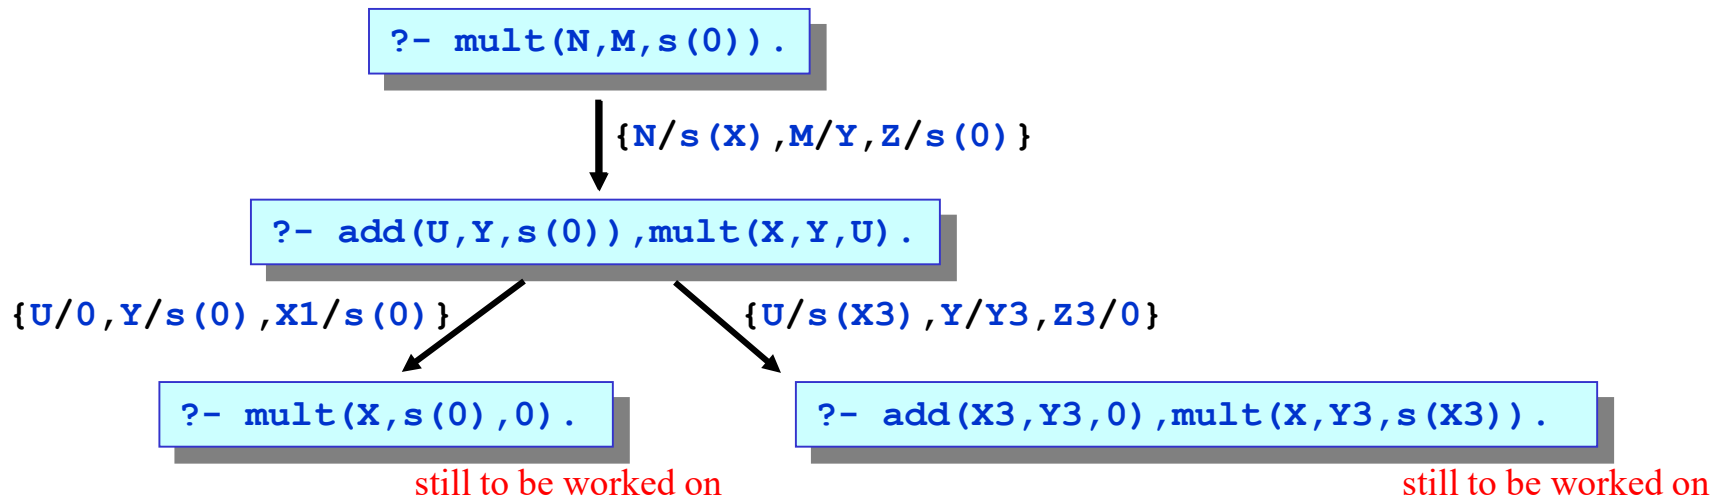 ?- mult(N,M,s(0)).
{N/s(X),M/Y,Z/s(0)}
?- add(U,Y,s(0)),mult(X,Y,U).
{U/0,Y/s(0),X1/s(0)}
{U/s(X3),Y/Y3,Z3/0}
?- mult(X,s(0),0).
?- add(X3,Y3,0),mult(X,Y3,s(X3)).
still to be worked on
still to be worked on